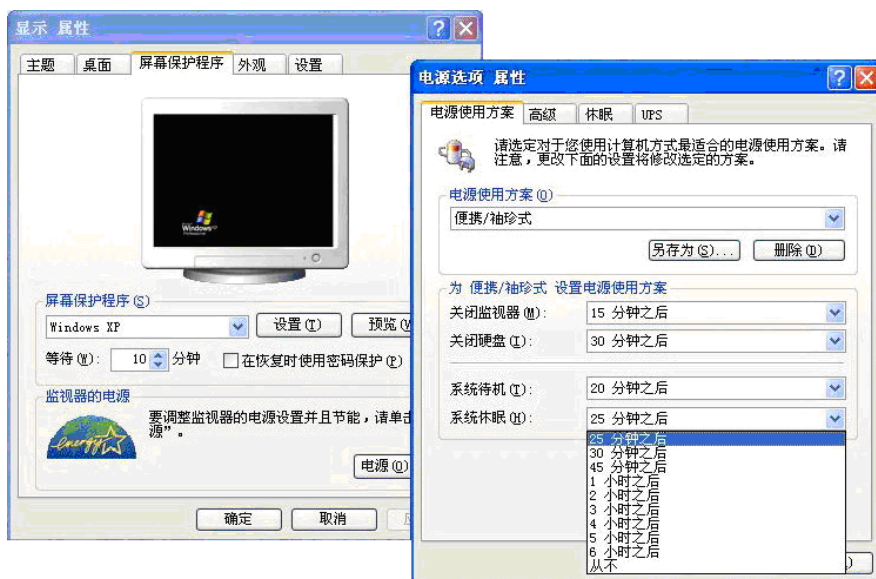 显示 属性
主题 桌面 屏幕保护程序 外观 设置
Windows XP
屏幕保护程序(S)
Windows XP 设置(T) 预览(V
等待(W): 10 分钟 在恢复时使用密码保护(P)
监视器的电源
要调整监视器的电源设置并且节能，请单击
源”。
energy
电源(O)
确定 取消
电源选项 属性
电源使用方案 高级 休眠 UPS
请选定对于您使用计算机方式最适合的电源使用方案。请
注意，更改下面的设置将修改选定的方案。
电源使用方案(O)
便携/袖珍式
另存为(S)... 删除(D)
为 便携/袖珍式 设置电源使用方案
关闭监视器(M): 15 分钟之后
关闭硬盘(I): 30 分钟之后
系统待机(T): 20 分钟之后
系统休眠(H): 25 分钟之后
25 分钟之后
30 分钟之后
45 分钟之后
1 小时之后
2 小时之后
3 小时之后
4 小时之后
5 小时之后
6 小时之后
从不